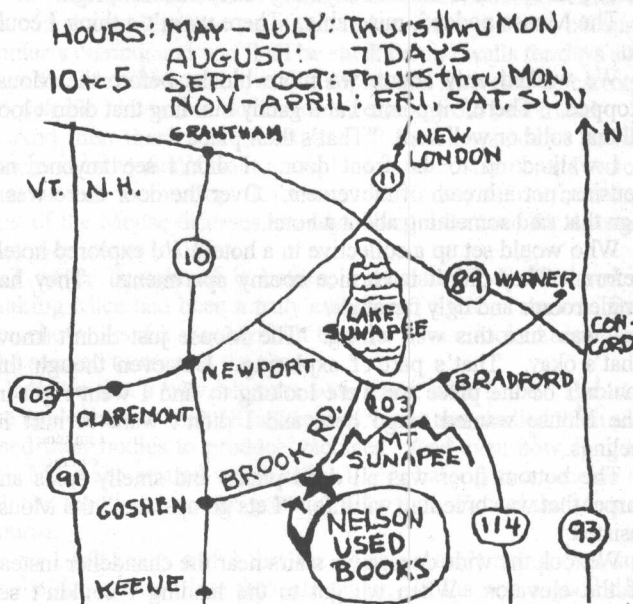 HOURS: MAY - JULY: Thurs thru MON
AUGUST : 7 DAYS
10 to 5 SEPT - OCT: Thurs thru MON
NOV - APRIL: FRI, SAT, SUN
GRANTHAM
N
NEW
LONDON
11
VT. N.H.
10
89 WARNER
LAKE
SUNAPEE
CON-
CORD
NEWPORT
BRADFORD
103
CLAREMONT
103
BROOK RD.
MT.
SUNIPEE
91
GOSHEN
NELSON
USED
BOOK
114
93
KEENE